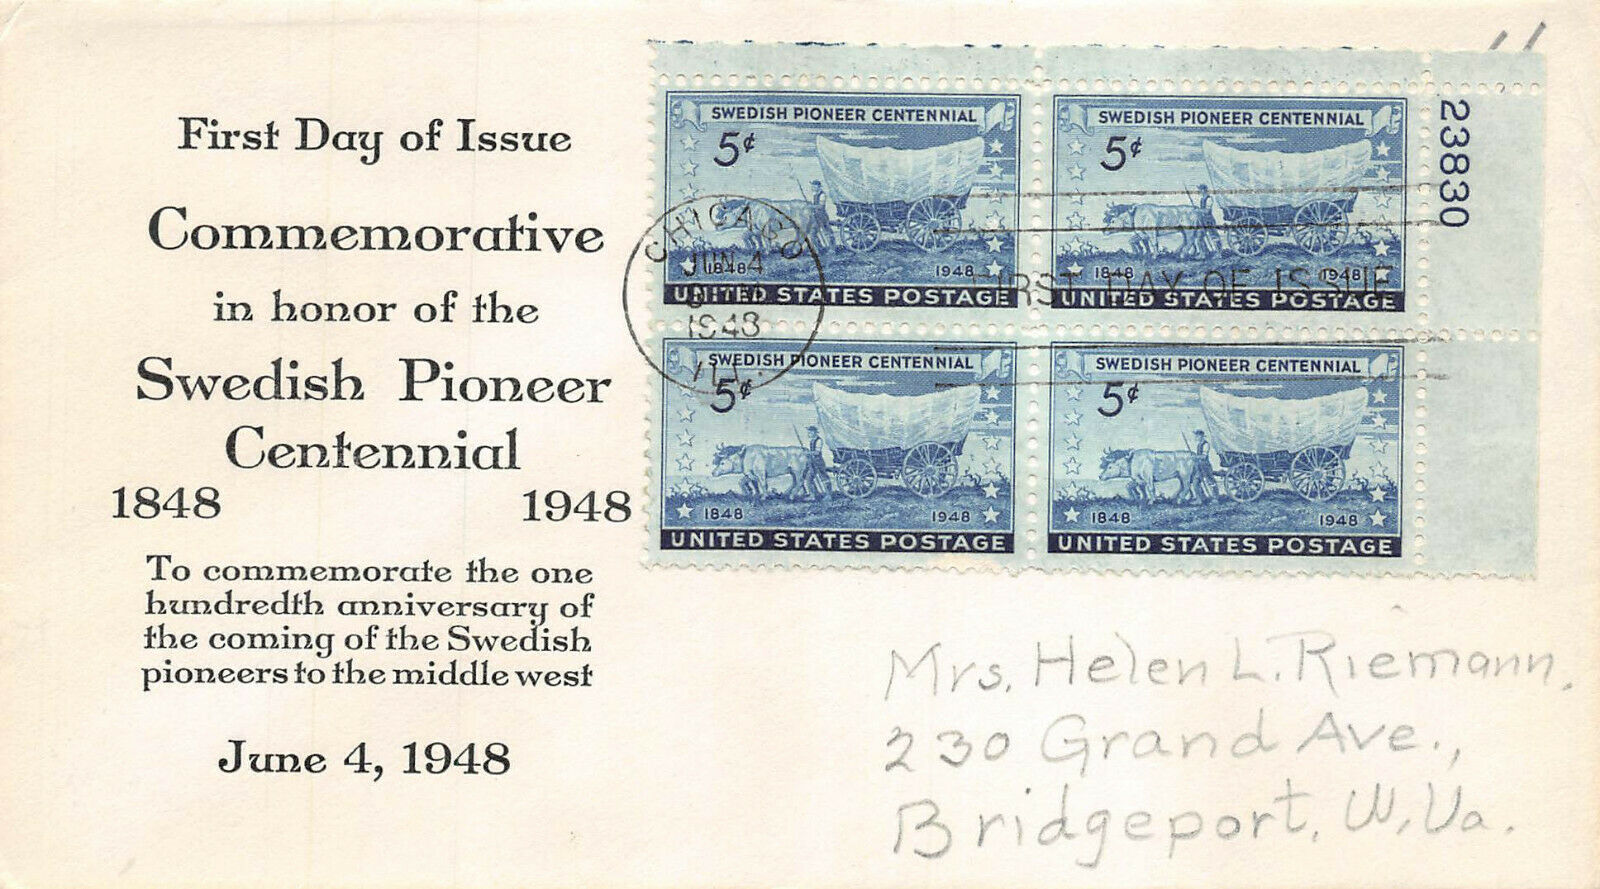 First Day of Issue
Commemorative
in honor of the
Swedish Pioneer
Centennial
1848 1948
To commemorate the one
hundredth anniversary of
the coming of the Swedish
pioneers to the middle west
June 4, 1948
SWEDISH PIONEER CENTENNIAL
5¢
1848 1948
UNITED STATES POSTAGE
SWEDISH PIONEER CENTENNIAL
5¢
1848 1948
UNITED STATES POSTAGE
23830
SWEDISH PIONEER CENTENNIAL
5¢
1848 1948
UNITED STATES POSTAGE
SWEDISH PIONEER CENTENNIAL
5¢
1848 1948
UNITED STATES POSTAGE
CHICAGO
JUN 4
1948
ILL.
FIRST DAY OF ISSUE
Mrs. Helen L. Riemann,
230 Grand Ave.,
Bridgeport, W. Va.